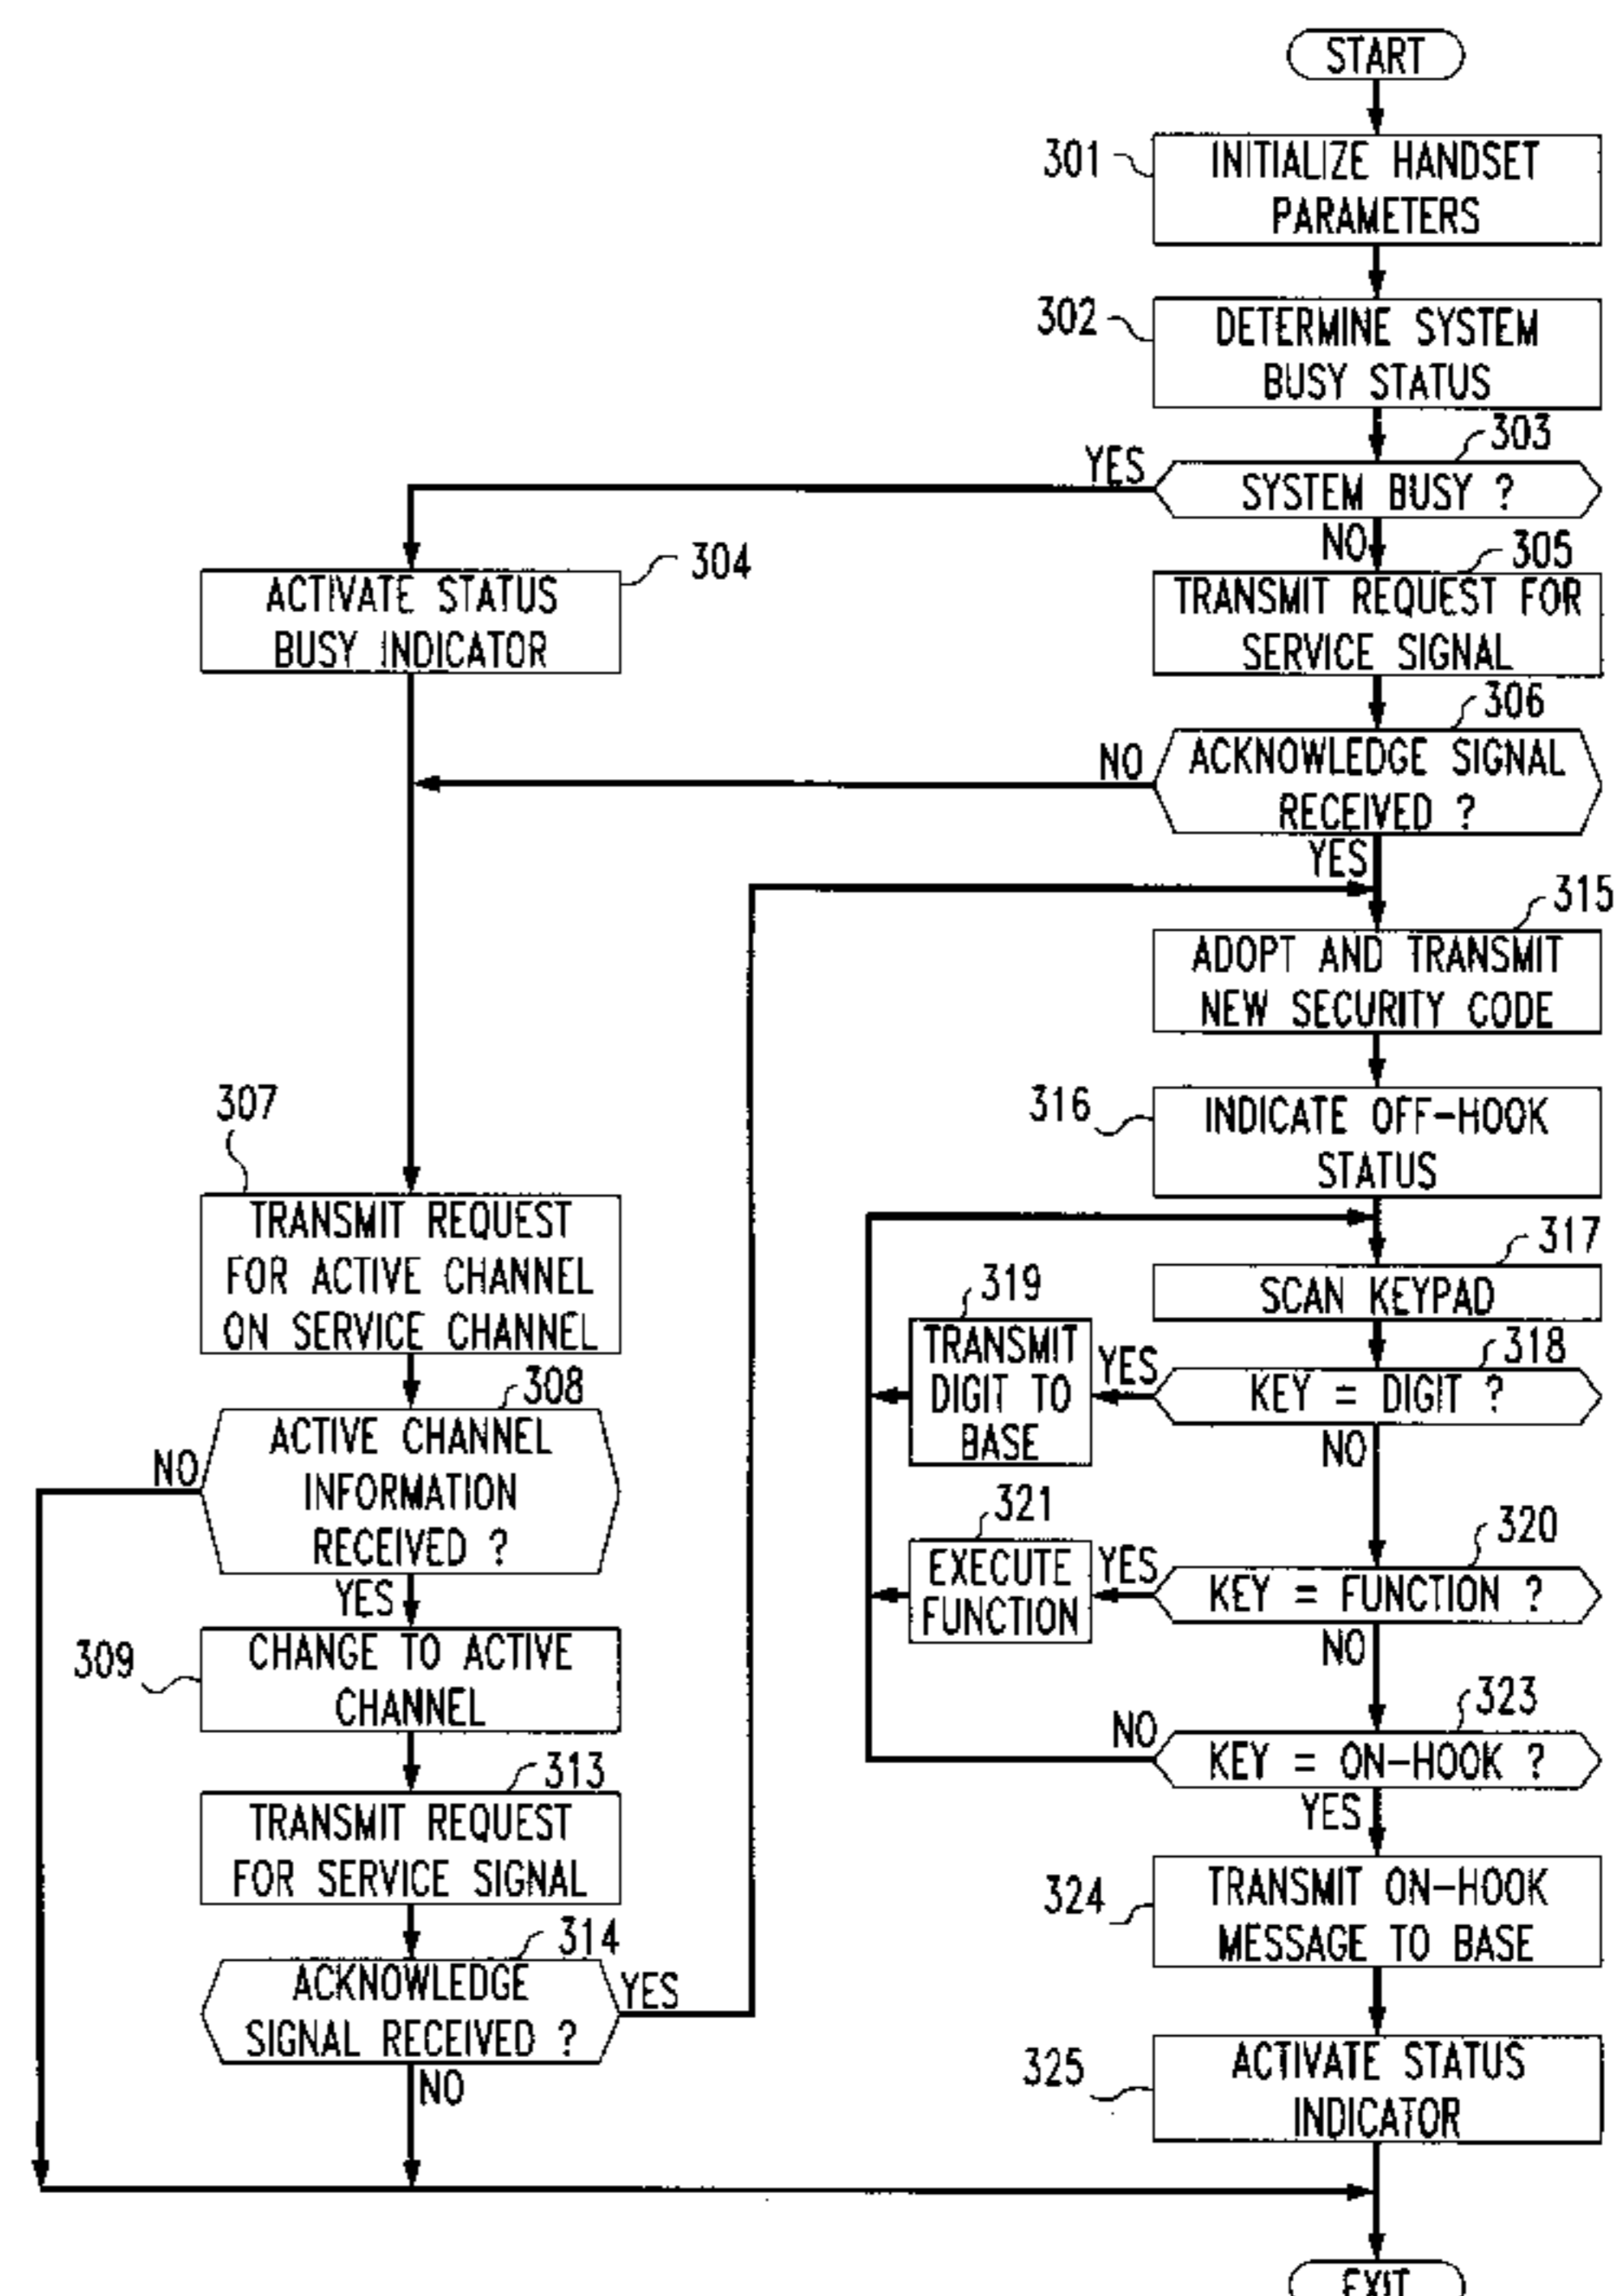 START
301
INITIALIZE HANDSET
PARAMETERS
302
DETERMINE SYSTEM
BUSY STATUS
303
YES
SYSTEM BUSY ?
NO
304
ACTIVATE STATUS
BUSY INDICATOR
305
TRANSMIT REQUEST FOR
SERVICE SIGNAL
306
NO
ACKNOWLEDGE SIGNAL
RECEIVED ?
YES
315
ADOPT AND TRANSMIT
NEW SECURITY CODE
316
INDICATE OFF-HOOK
STATUS
307
TRANSMIT REQUEST
FOR ACTIVE CHANNEL
ON SERVICE CHANNEL
308
NO
ACTIVE CHANNEL
INFORMATION
RECEIVED ?
YES
309
CHANGE TO ACTIVE
CHANNEL
313
TRANSMIT REQUEST
FOR SERVICE SIGNAL
314
ACKNOWLEDGE
SIGNAL RECEIVED ?
YES
NO
317
SCAN KEYPAD
318
KEY = DIGIT ?
YES
319
TRANSMIT
DIGIT TO
BASE
NO
320
KEY = FUNCTION ?
YES
321
EXECUTE
FUNCTION
NO
323
NO
KEY = ON-HOOK ?
YES
324
TRANSMIT ON-HOOK
MESSAGE TO BASE
325
ACTIVATE STATUS
INDICATOR
EXIT